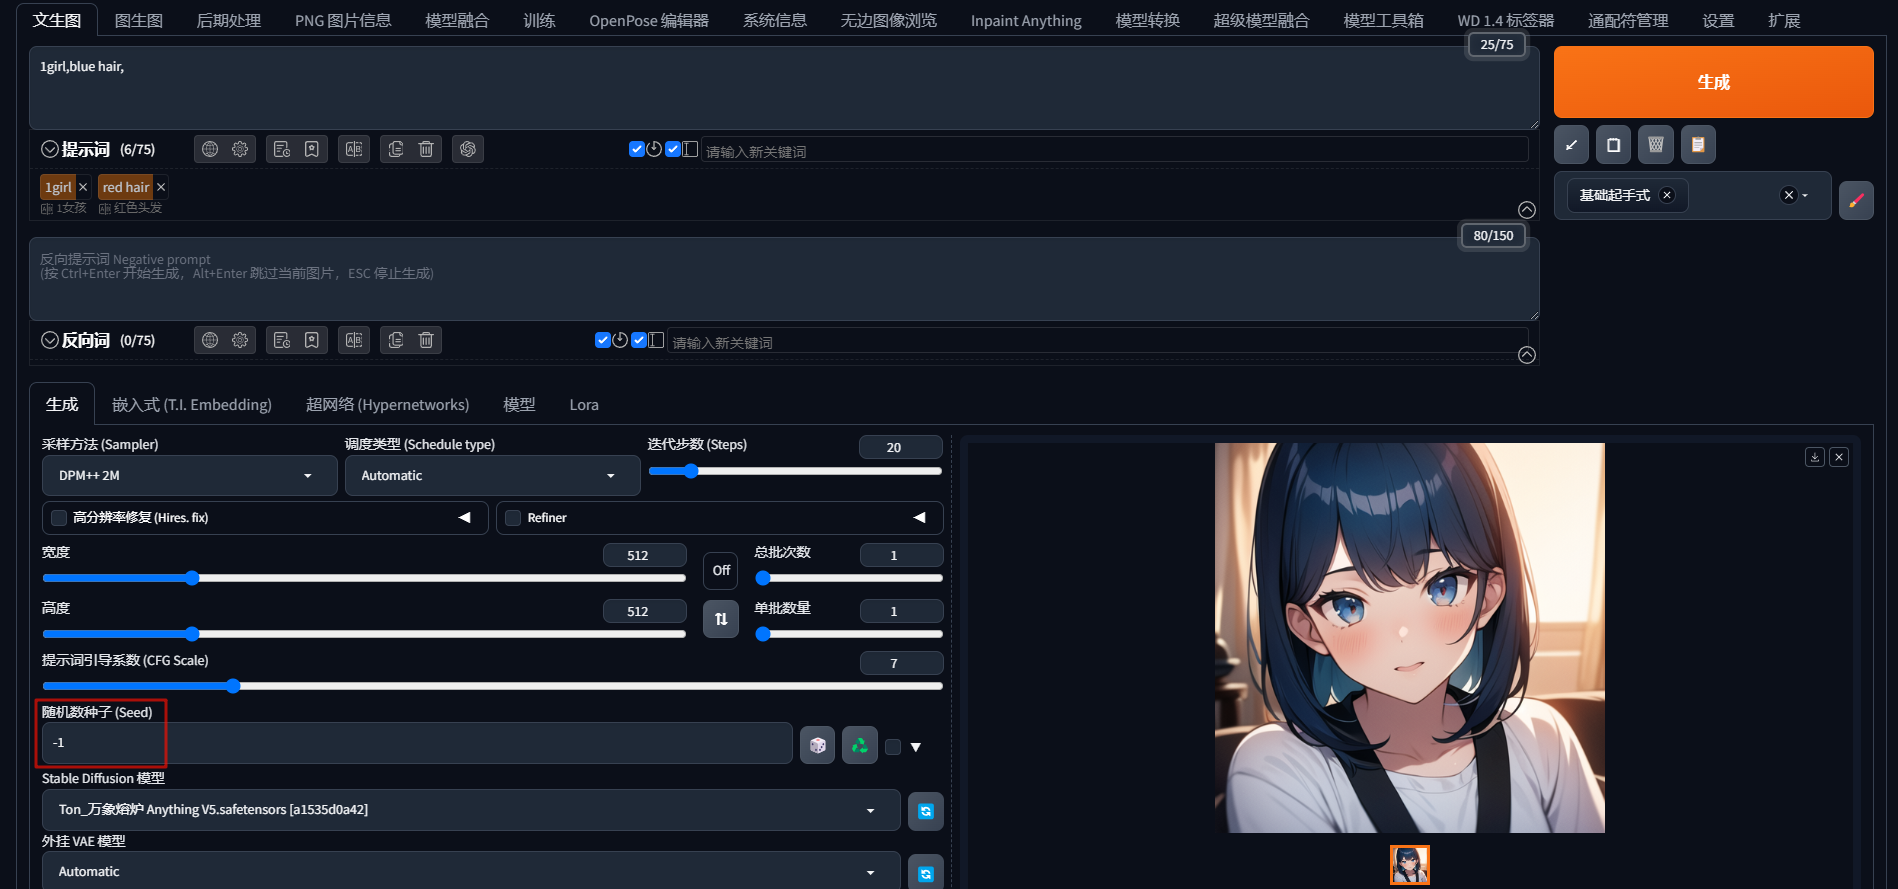 文生图 图生图 后期处理 PNG 图片信息 模型融合 训练 OpenPose 编辑器 系统信息 无边图像浏览 Inpaint Anything 模型转换 超级模型融合 模型工具箱 WD 1.4 标签器 通配符管理 设置 扩展
25/75
1girl,blue hair,
生成
提示词 (6/75) 请输入新关键词
1girl × red hair ×
1女孩 红色头发
基础起手式
80/150
反向提示词 Negative prompt
(按 Ctrl+Enter 开始生成，Alt+Enter 跳过当前图片，ESC 停止生成)
反向词 (0/75) 请输入新关键词
生成 嵌入式 (T.I. Embedding) 超网络 (Hypernetworks) 模型 Lora
采样方法 (Sampler) 调度类型 (Schedule type) 迭代步数 (Steps) 20
DPM++ 2M Automatic
高分辨率修复 (Hires. fix) Refiner
宽度 512 总批次数 1
Off
高度 512 单批数量 1
提示词引导系数 (CFG Scale) 7
随机数种子 (Seed)
-1
Stable Diffusion 模型
Ton_万象熔炉 Anything V5.safetensors [a1535d0a42]
外挂 VAE 模型
Automatic